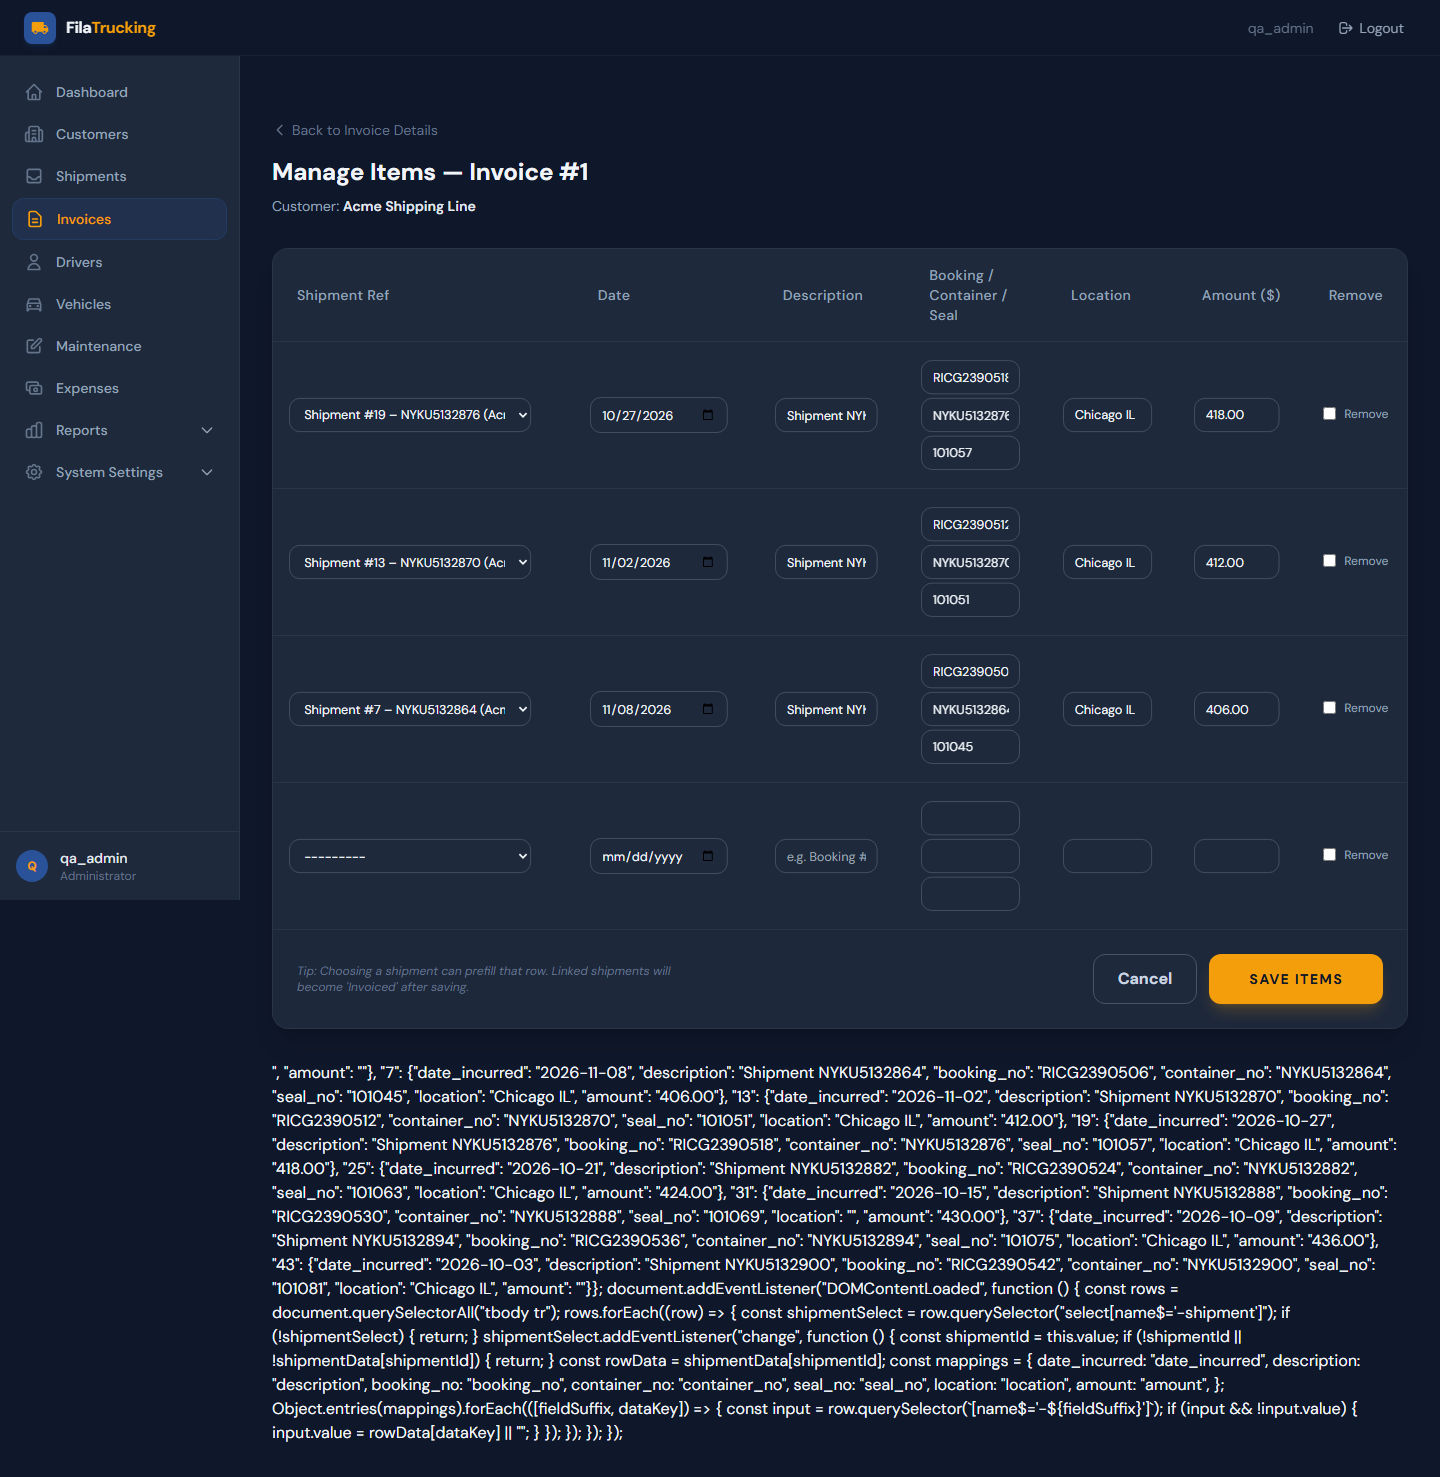 FilaTrucking
qa_admin
Logout
Dashboard
Customers
Shipments
Invoices
Drivers
Vehicles
Maintenance
Expenses
Reports
System Settings
Q
qa_admin
Administrator
Back to Invoice Details
Manage Items — Invoice #1
Customer: Acme Shipping Line
Shipment Ref
Date
Description
Booking /
Container /
Seal
Location
Amount ($)
Remove
Shipment #19 – NYKU5132876 (Acr
10/27/2026
Shipment NYK
RICG2390518
NYKU5132876
101057
Chicago IL
418.00
Remove
Shipment #13 – NYKU5132870 (Acr
11/02/2026
Shipment NYK
RICG2390512
NYKU5132870
101051
Chicago IL
412.00
Remove
Shipment #7 – NYKU5132864 (Acn
11/08/2026
Shipment NYK
RICG239050
NYKU5132864
101045
Chicago IL
406.00
Remove
---------
mm/dd/yyyy
e.g. Booking #
Remove
Tip: Choosing a shipment can prefill that row. Linked shipments will
become 'Invoiced' after saving.
Cancel
SAVE ITEMS
", "amount": ""}, "7": {"date_incurred": "2026-11-08", "description": "Shipment NYKU5132864", "booking_no": "RICG2390506", "container_no": "NYKU5132864",
"seal_no": "101045", "location": "Chicago IL", "amount": "406.00"}, "13": {"date_incurred": "2026-11-02", "description": "Shipment NYKU5132870", "booking_no":
"RICG2390512", "container_no": "NYKU5132870", "seal_no": "101051", "location": "Chicago IL", "amount": "412.00"}, "19": {"date_incurred": "2026-10-27",
"description": "Shipment NYKU5132876", "booking_no": "RICG2390518", "container_no": "NYKU5132876", "seal_no": "101057", "location": "Chicago IL", "amount":
"418.00"}, "25": {"date_incurred": "2026-10-21", "description": "Shipment NYKU5132882", "booking_no": "RICG2390524", "container_no": "NYKU5132882",
"seal_no": "101063", "location": "Chicago IL", "amount": "424.00"}, "31": {"date_incurred": "2026-10-15", "description": "Shipment NYKU5132888", "booking_no":
"RICG2390530", "container_no": "NYKU5132888", "seal_no": "101069", "location": "", "amount": "430.00"}, "37": {"date_incurred": "2026-10-09", "description":
"Shipment NYKU5132894", "booking_no": "RICG2390536", "container_no": "NYKU5132894", "seal_no": "101075", "location": "Chicago IL", "amount": "436.00"},
"43": {"date_incurred": "2026-10-03", "description": "Shipment NYKU5132900", "booking_no": "RICG2390542", "container_no": "NYKU5132900", "seal_no":
"101081", "location": "Chicago IL", "amount": ""}}; document.addEventListener("DOMContentLoaded", function () { const rows =
document.querySelectorAll("tbody tr"); rows.forEach((row) => { const shipmentSelect = row.querySelector("select[name$='-shipment']"); if
(!shipmentSelect) { return; } shipmentSelect.addEventListener("change", function () { const shipmentId = this.value; if (!shipmentId ||
!shipmentData[shipmentId]) { return; } const rowData = shipmentData[shipmentId]; const mappings = { date_incurred: "date_incurred", description:
"description", booking_no: "booking_no", container_no: "container_no", seal_no: "seal_no", location: "location", amount: "amount", };
Object.entries(mappings).forEach(([fieldSuffix, dataKey]) => { const input = row.querySelector(`[name$='-${fieldSuffix}']`); if (input && !input.value) {
input.value = rowData[dataKey] || ""; } }); }); }); });